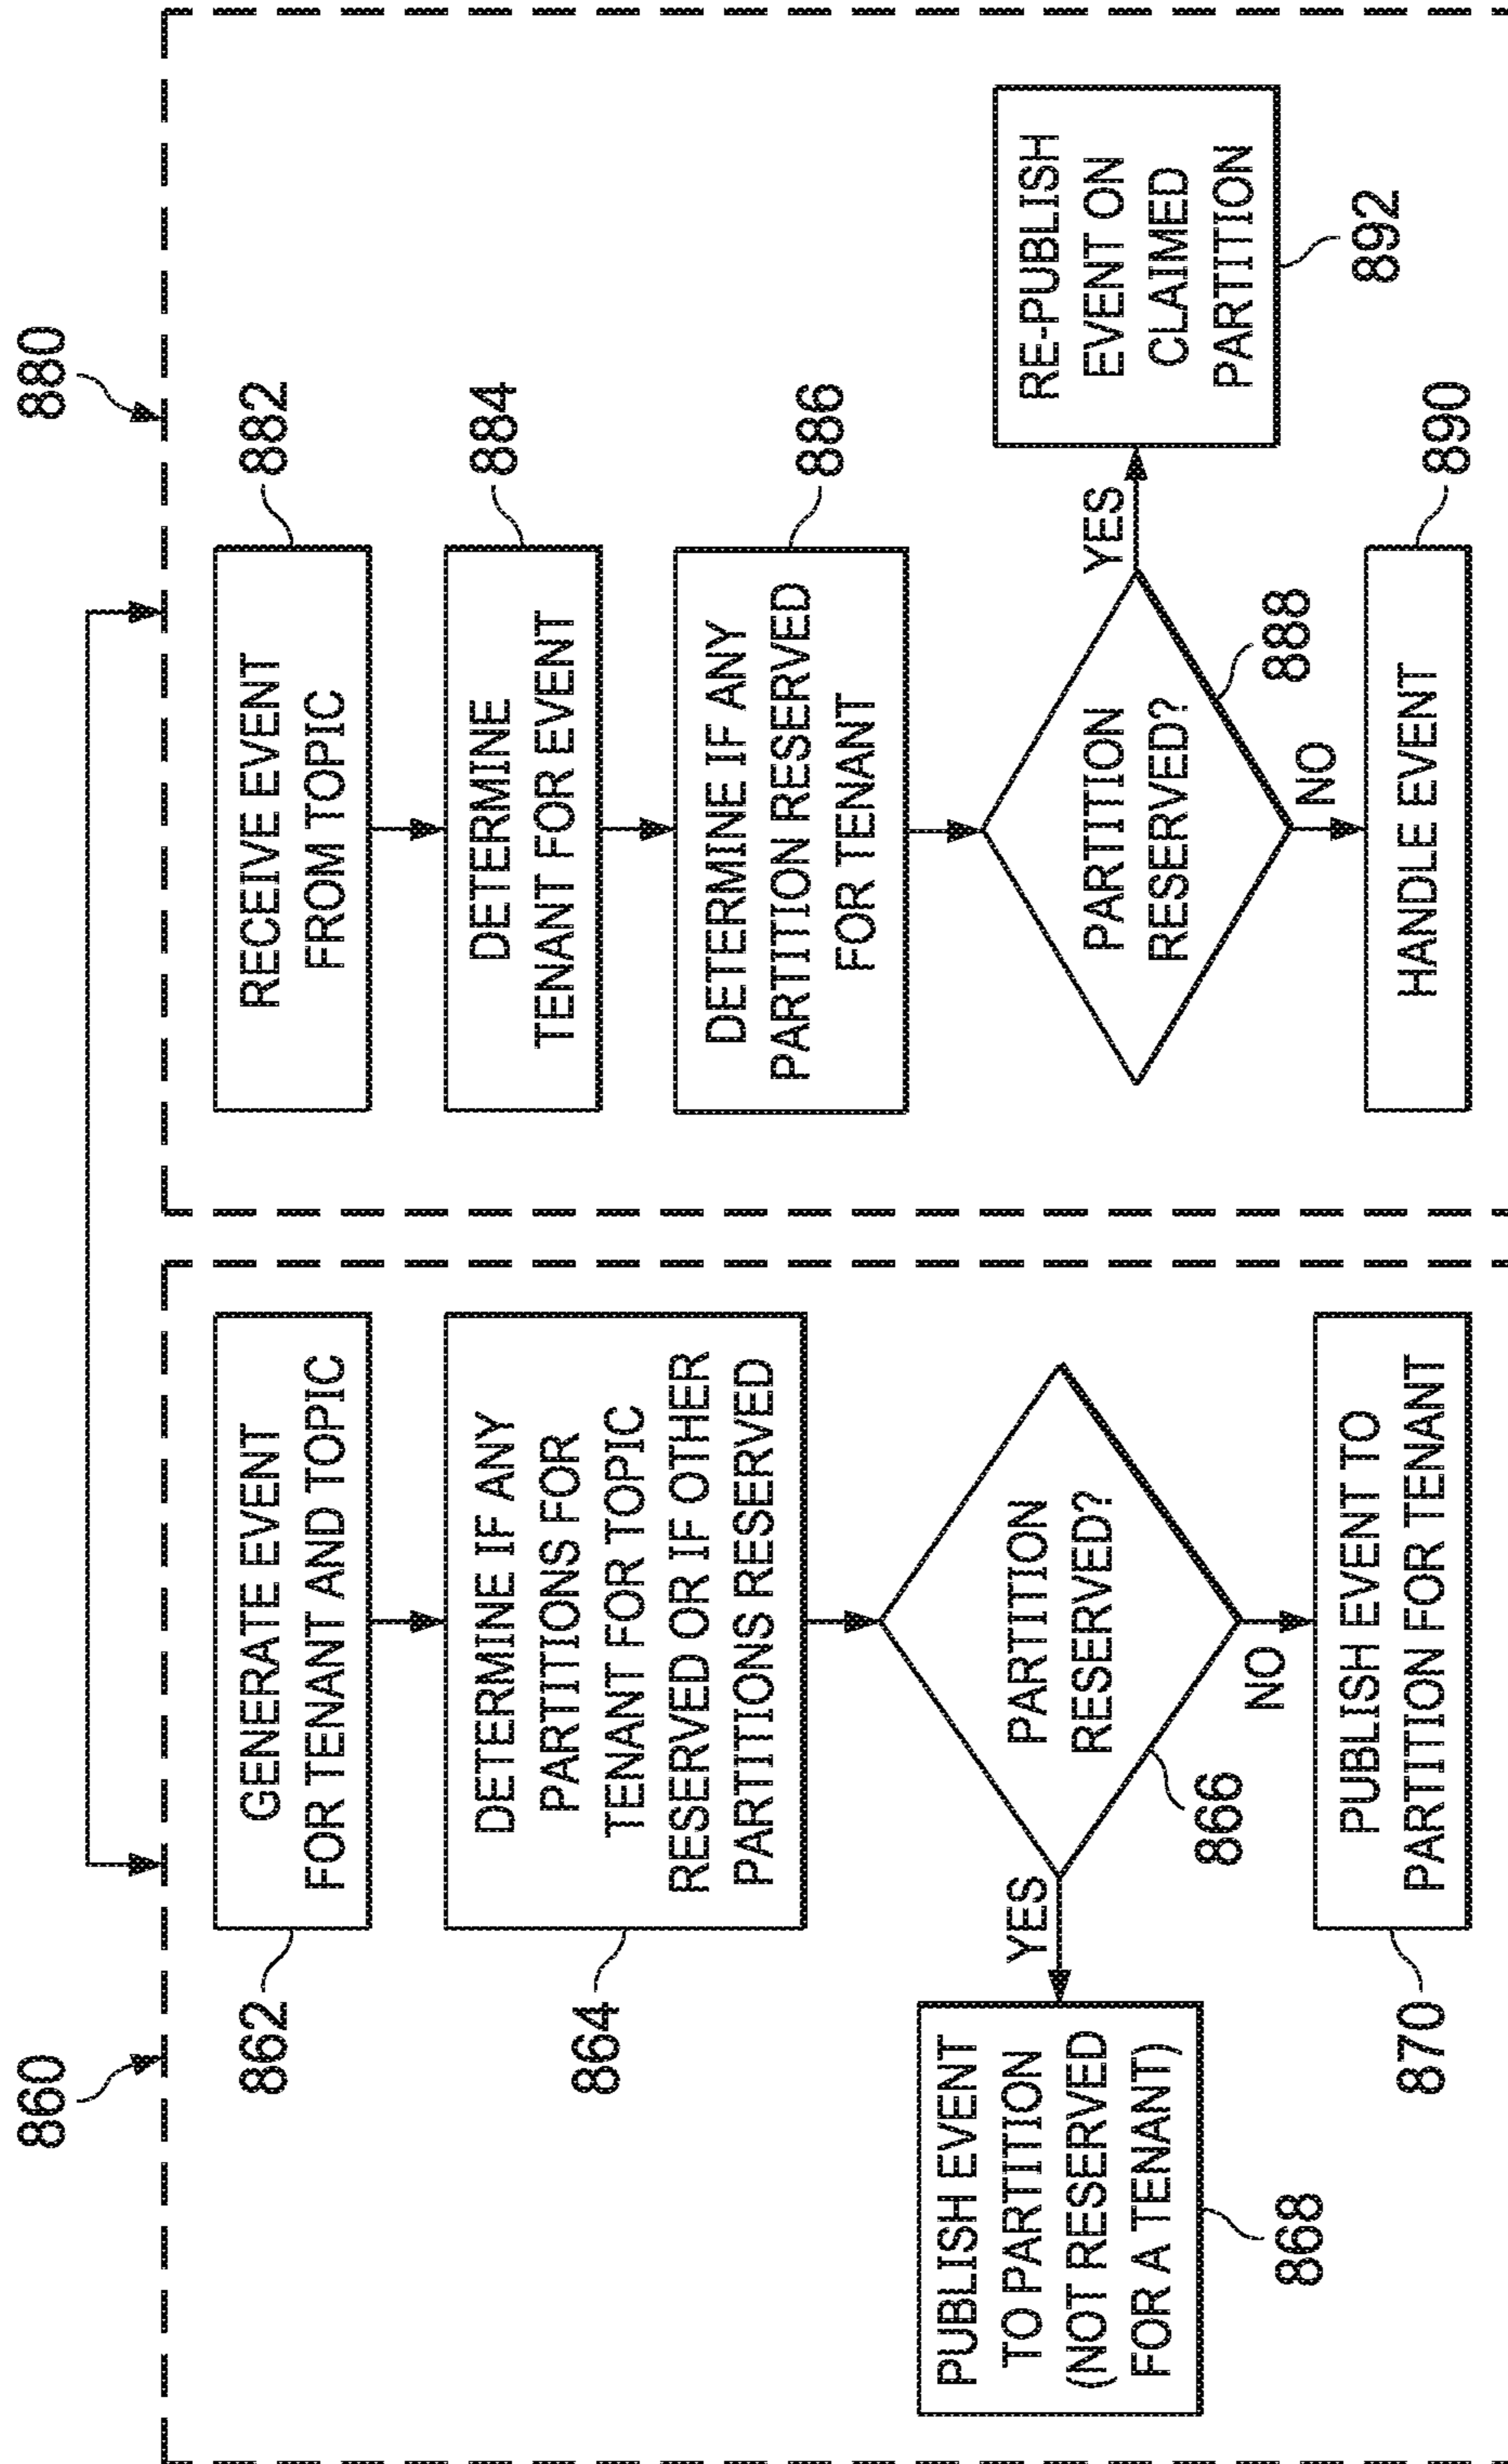 860
862
GENERATE EVENT
FOR TENANT AND TOPIC
864
DETERMINE IF ANY
PARTITIONS FOR
TENANT FOR TOPIC
RESERVED OR IF OTHER
PARTITIONS RESERVED
PARTITION
RESERVED?
866
YES
NO
PUBLISH EVENT
TO PARTITION
(NOT RESERVED
FOR A TENANT)
868
PUBLISH EVENT TO
PARTITION FOR TENANT
870
880
RECEIVE EVENT
FROM TOPIC
882
DETERMINE
TENANT FOR EVENT
884
DETERMINE IF ANY
PARTITION RESERVED
FOR TENANT
886
PARTITION
RESERVED?
888
YES
NO
RE-PUBLISH
EVENT ON
CLAIMED
PARTITION
892
HANDLE EVENT
890